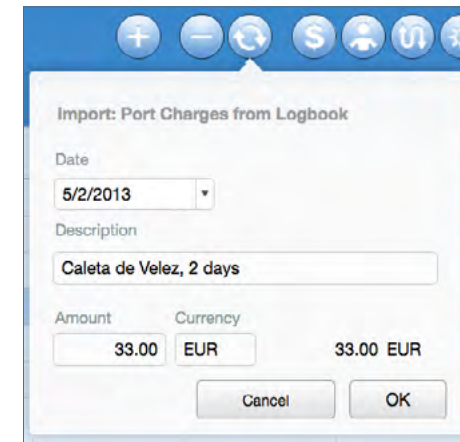 S
Import: Port Charges from Logbook
Date
5/2/2013
Description
Caleta de Velez, 2 days
Amount Currency
33.00 EUR 33.00 EUR
Cancel OK